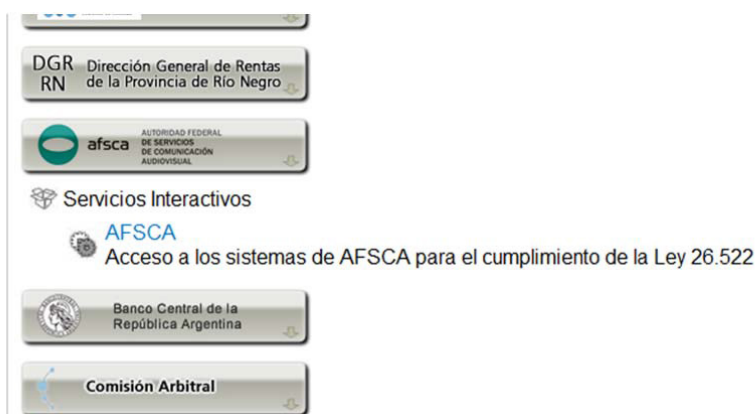 DGR Dirección General de Rentas
RN de la Provincia de Río Negro
afsca
AUTORIDAD FEDERAL
DE SERVICIOS
DE COMUNICACIÓN
AUDIOVISUAL
Servicios Interactivos
AFSCA
Acceso a los sistemas de AFSCA para el cumplimiento de la Ley 26.522
Banco Central de la
República Argentina
Comisión Arbitral